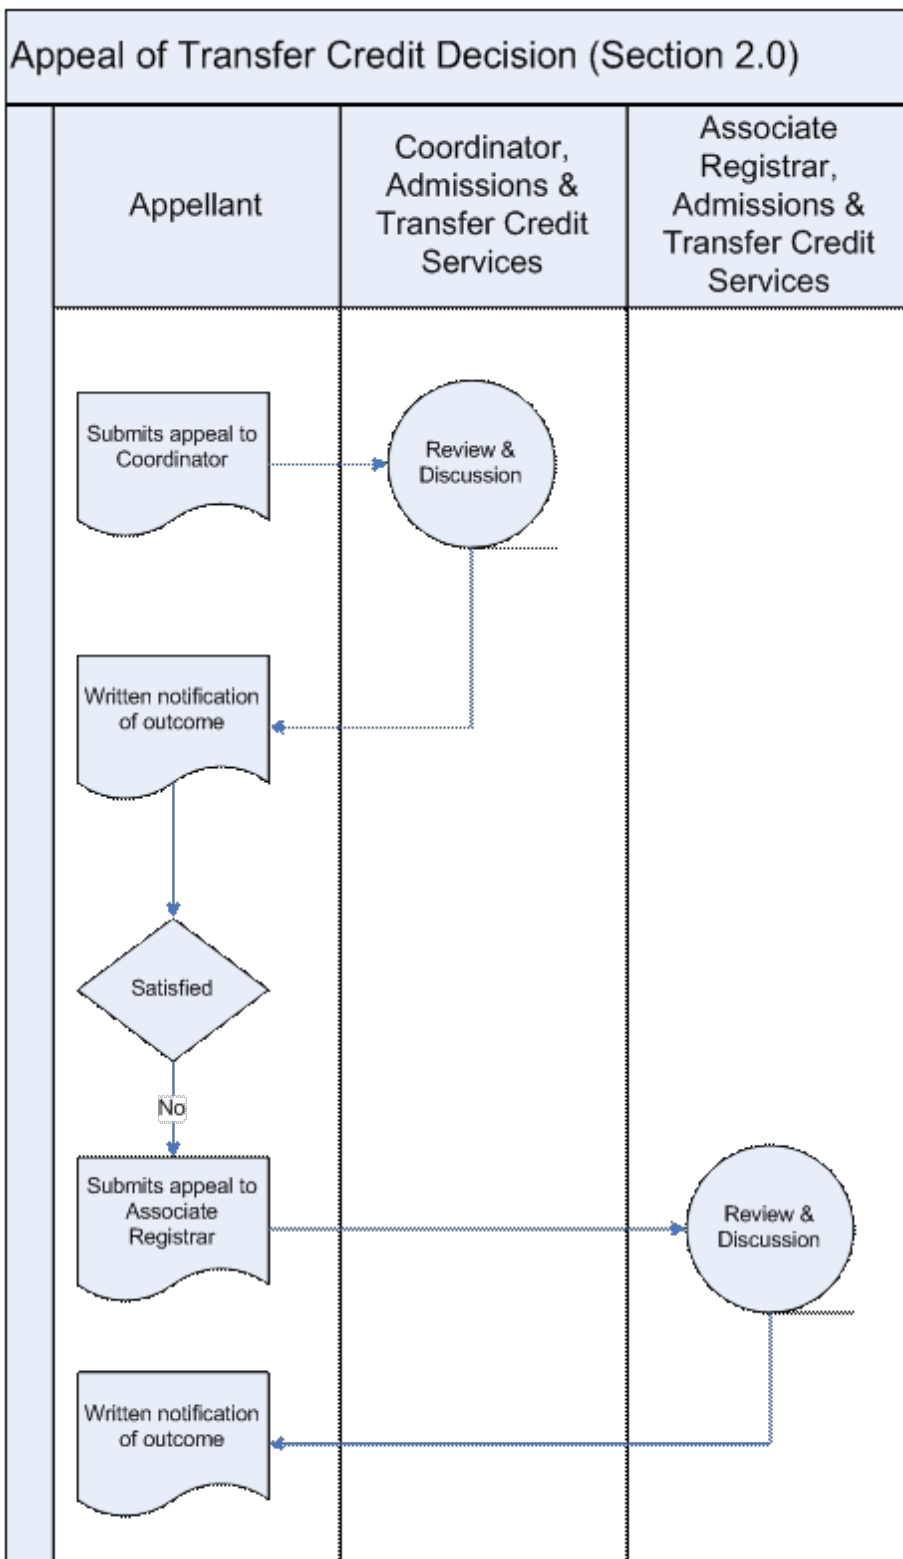 Appeal of Transfer Credit Decision (Section 2.0)
Appellant
Coordinator,
Admissions &
Transfer Credit
Services
Associate
Registrar,
Admissions &
Transfer Credit
Services
Submits appeal to
Coordinator
Review &
Discussion
Written notification
of outcome
Satisfied
No
Submits appeal to
Associate
Registrar
Review &
Discussion
Written notification
of outcome